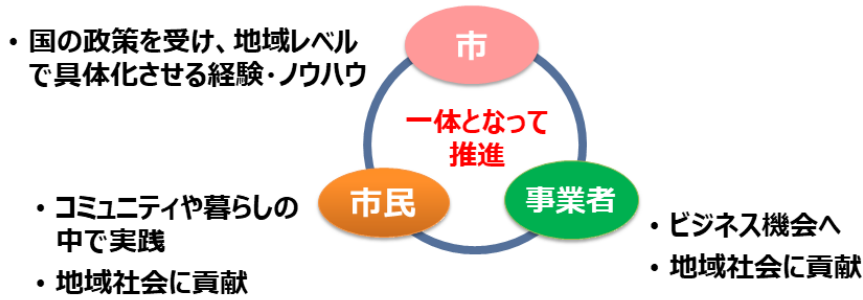 ・国の政策を受け、地域レベル
で具体化させる経験・ノウハウ
市
一体となって
推進
市民
事業者
・コミュニティや暮らしの
中で実践
・地域社会に貢献
・ビジネス機会へ
・地域社会に貢献